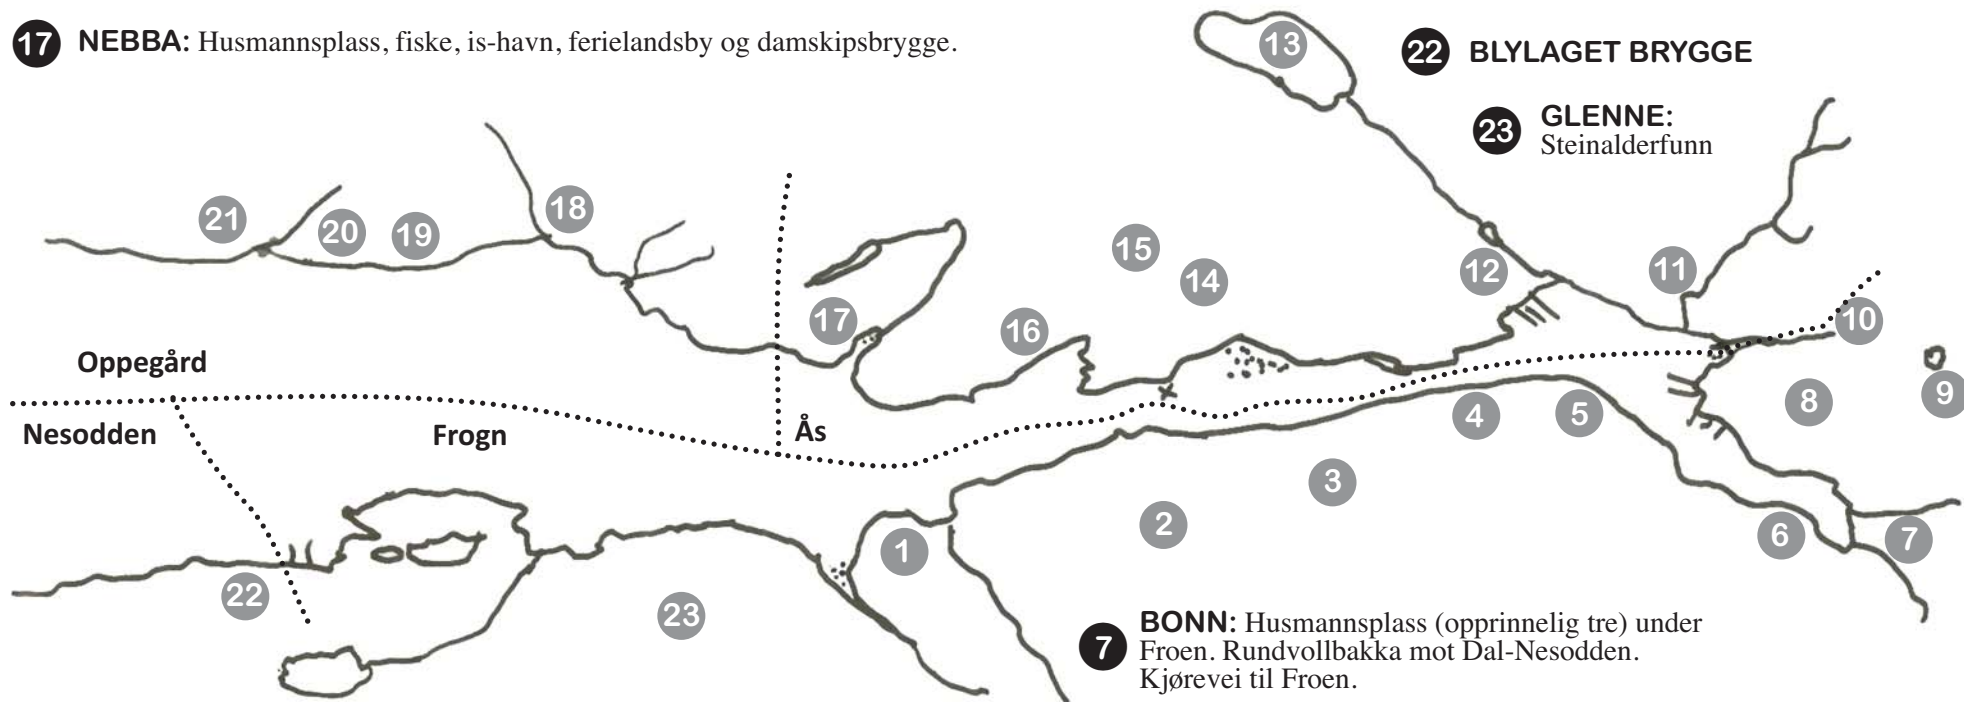 17 NEBBA: Husmannsplass, fiske, is-havn, ferielandsby og damskipsbrygge.
13
22 BLYLAGET BRYGGE
23 GLENNE:
Steinalderfunn
21
20
19
18
17
16
15
14
12
11
10
9
8
Oppegård
Nesodden
Frogn
Ås
4
5
3
2
1
6
7
22
23
7 BONN: Husmannsplass (opprinnelig tre) under
Froen. Rundvollbakka mot Dal-Nesodden.
Kjørevei til Froen.